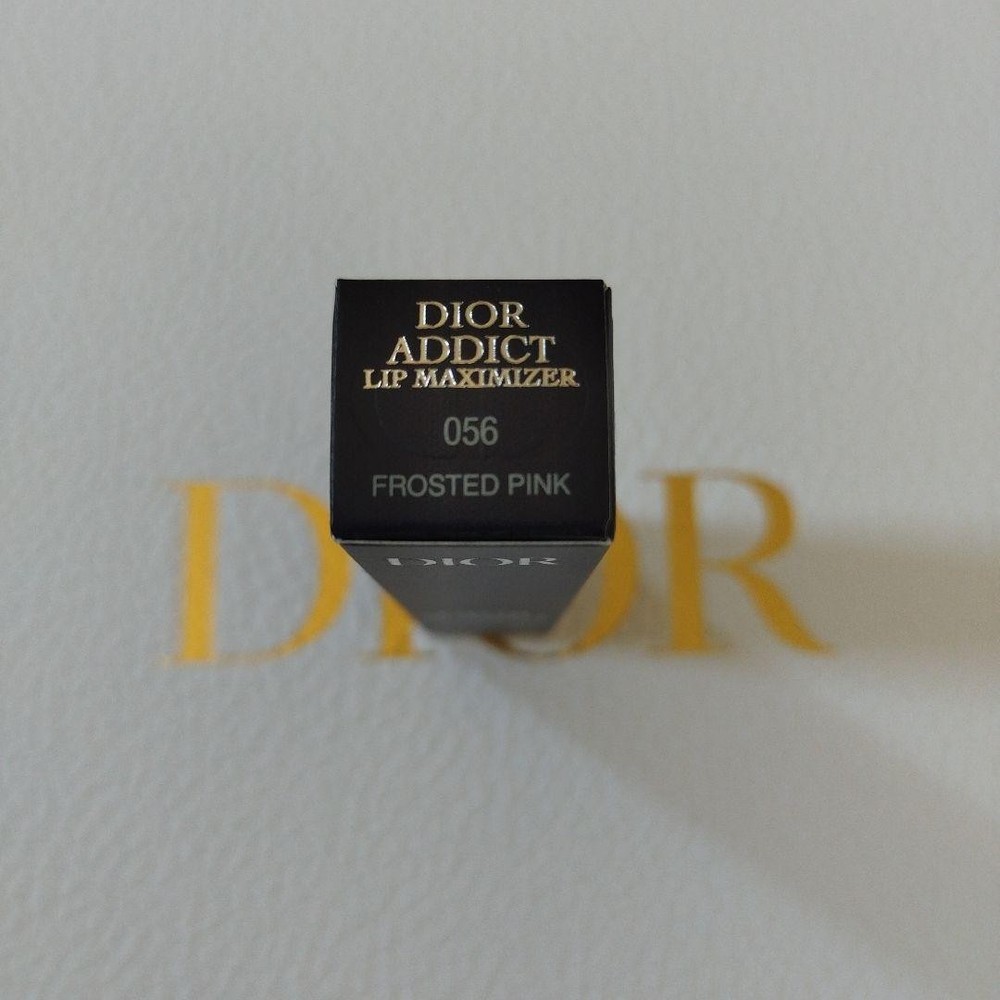 DIOR
ADDICT
LIP MAXIMIZER
056
FROSTED PINK
DIOR
DIOR